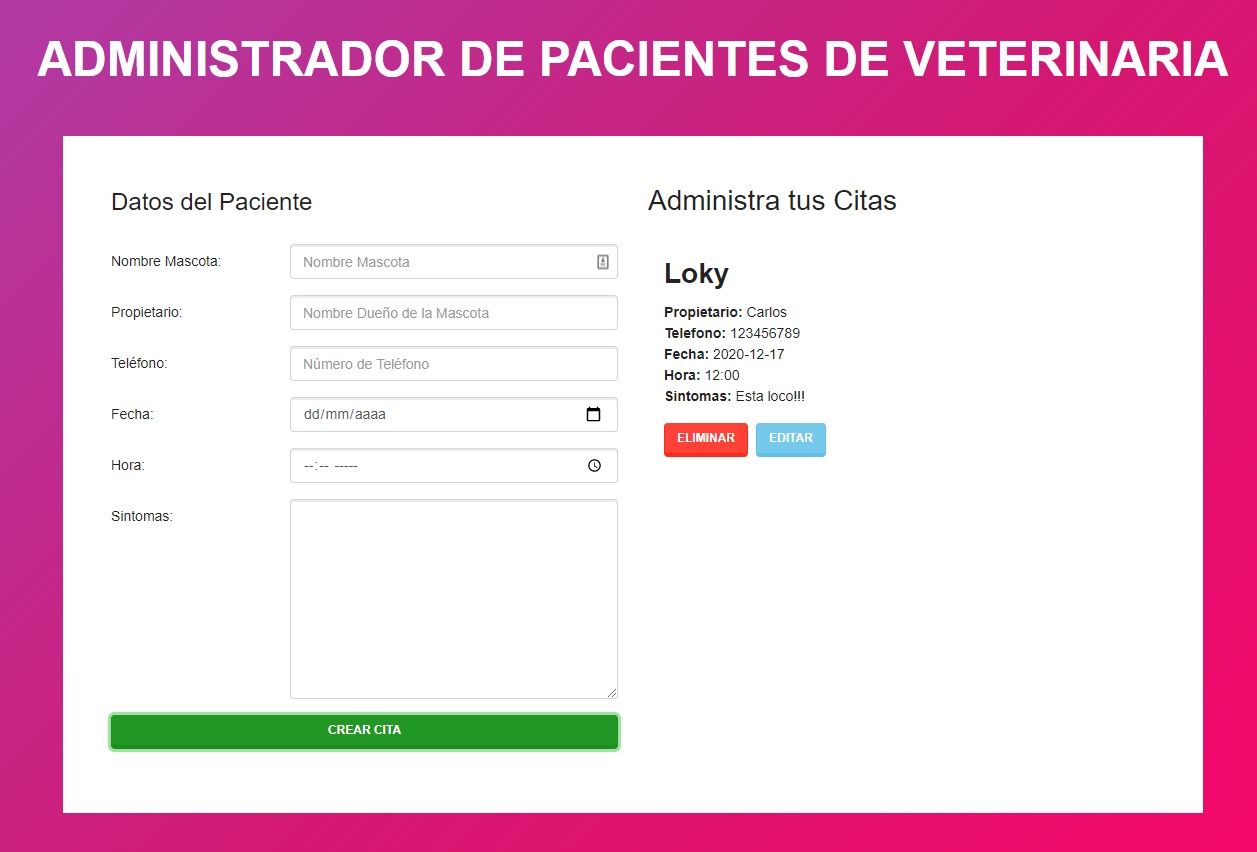 ADMINISTRADOR DE PACIENTES DE VETERINARIA
Datos del Paciente
Nombre Mascota:
Nombre Mascota
Propietario:
Nombre Dueño de la Mascota
Teléfono:
Número de Teléfono
Fecha:
dd/mm/aaaa
Hora:
--:-- -----
Sintomas:
CREAR CITA
Administra tus Citas
Loky
Propietario: Carlos
Telefono: 123456789
Fecha: 2020-12-17
Hora: 12:00
Sintomas: Esta loco!!!
ELIMINAR
EDITAR